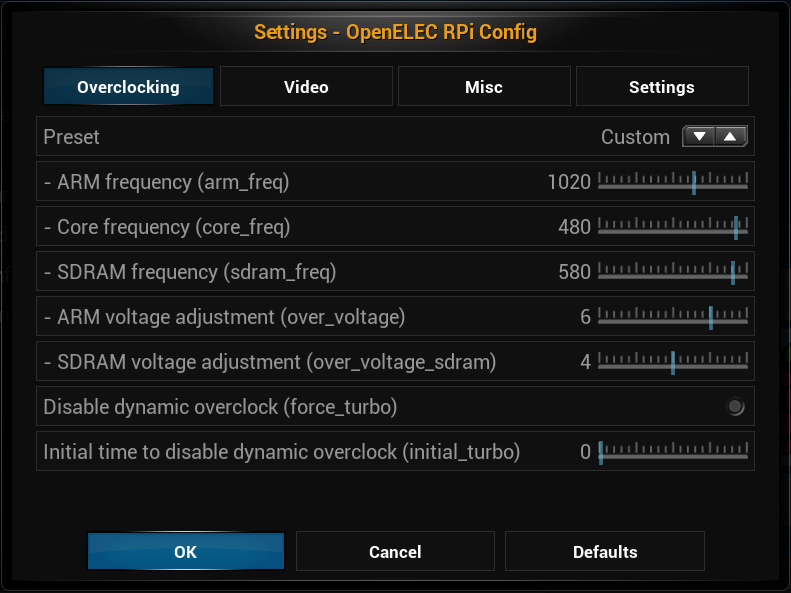 Settings - OpenELEC RPi Config
Overclocking Video Misc Settings
Preset Custom
- ARM frequency (arm_freq) 1020
- Core frequency (core_freq) 480
- SDRAM frequency (sdram_freq) 580
- ARM voltage adjustment (over_voltage) 6
- SDRAM voltage adjustment (over_voltage_sdram) 4
Disable dynamic overclock (force_turbo)
Initial time to disable dynamic overclock (initial_turbo) 0
OK Cancel Defaults